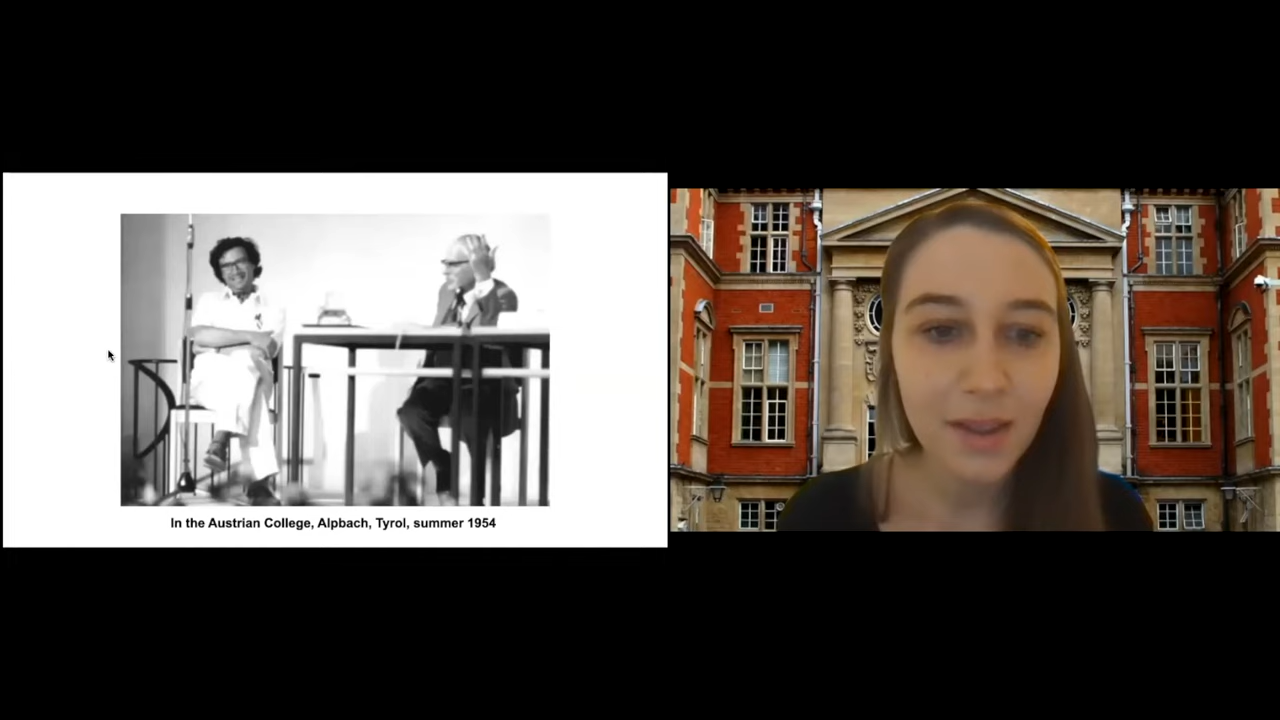 In the Austrian College, Alpbach, Tyrol, summer 1954